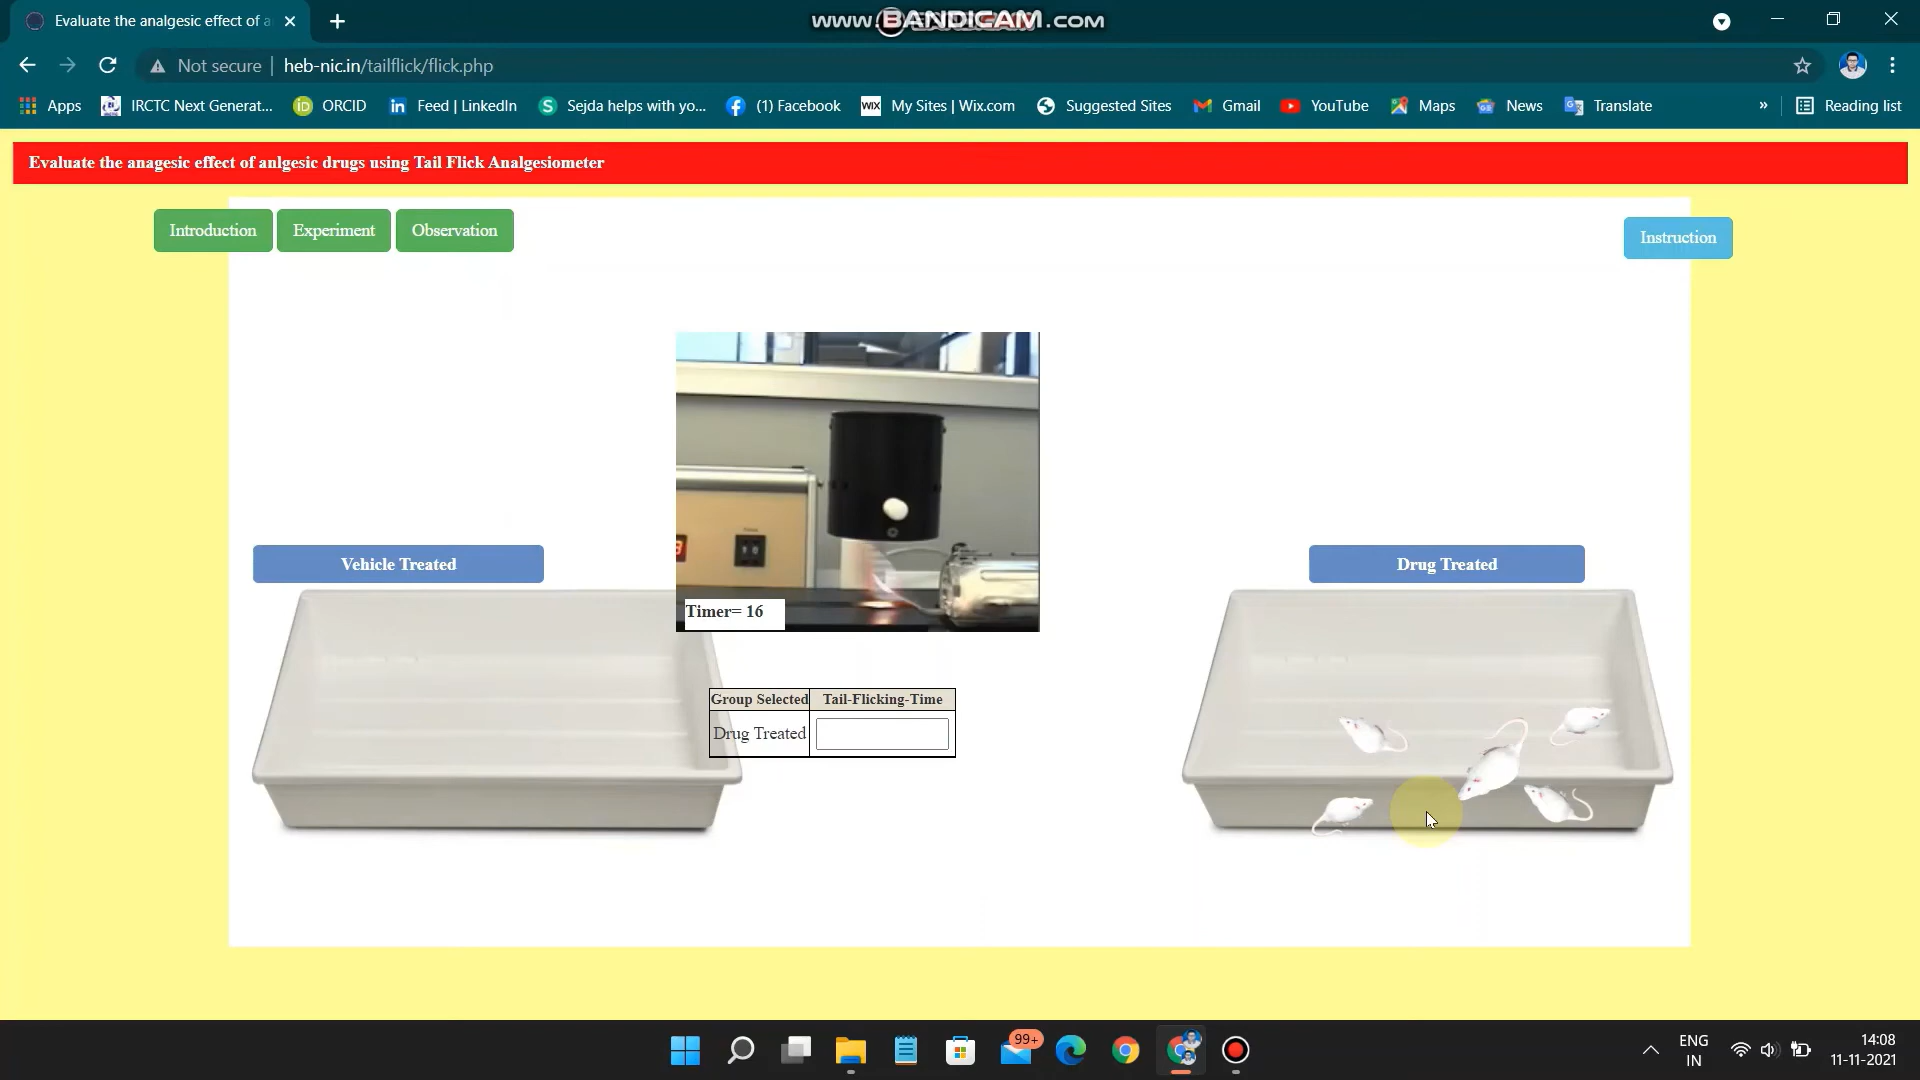 Evaluate the analgesic effect of a
www.BANDICAM.com
Not secure
heb-nic.in/tailflick/flick.php
Apps
IRCTC Next Generat...
ORCID
Feed | LinkedIn
Sejda helps with yo...
(1) Facebook
WIX
My Sites | Wix.com
Suggested Sites
Gmail
YouTube
Maps
News
Translate
»
Reading list
Evaluate the anagesic effect of anlgesic drugs using Tail Flick Analgesiometer
Introduction
Experiment
Observation
Instruction
Vehicle Treated
Timer= 16
Drug Treated
Group Selected
Tail-Flicking-Time
Drug Treated
99+
ENG
IN
14:08
11-11-2021